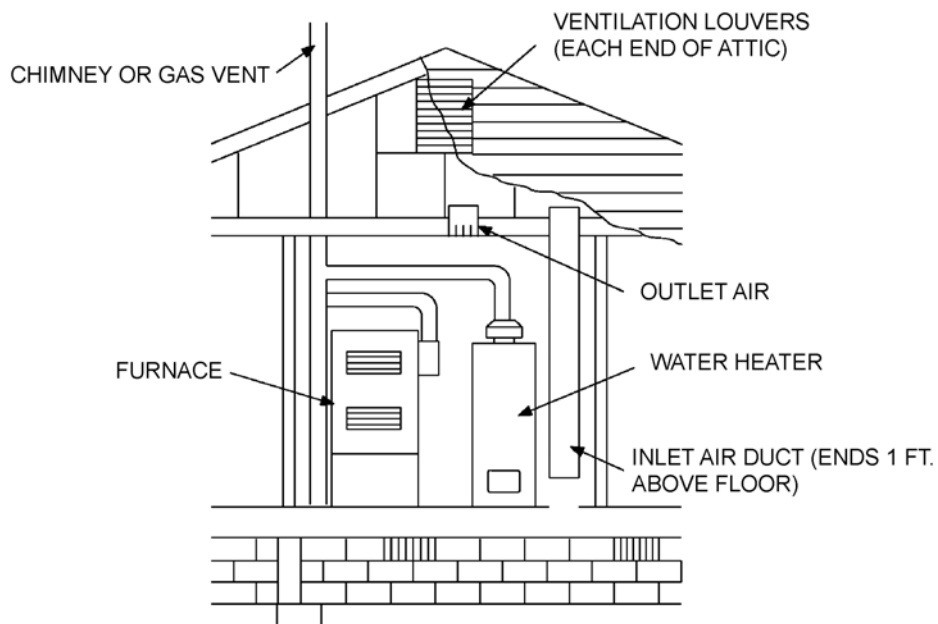 VENTILATION LOUVERS
(EACH END OF ATTIC)
CHIMNEY OR GAS VENT
OUTLET AIR
WATER HEATER
FURNACE
INLET AIR DUCT (ENDS 1 FT.
ABOVE FLOOR)